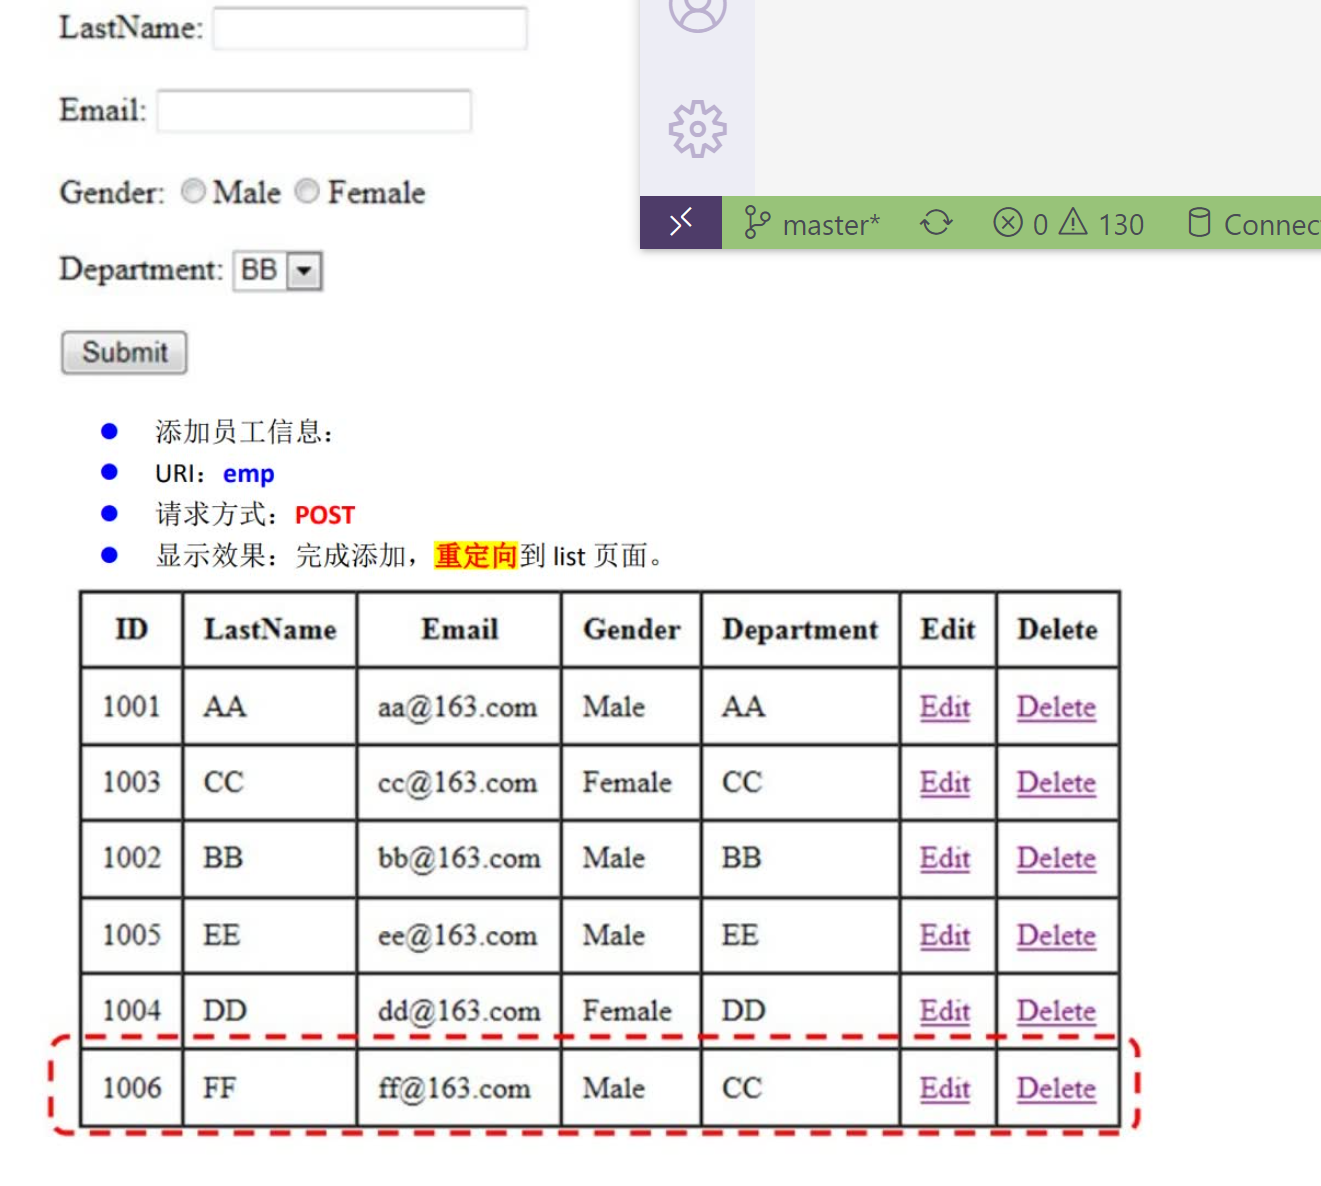 LastName:
Email:
Gender: Male Female
Department: BB
Submit
master* 0 130 Connec
添加员工信息：
URI：emp
请求方式：POST
显示效果：完成添加，重定向到 list 页面。
ID LastName Email Gender Department Edit Delete
1001 AA aa@163.com Male AA Edit Delete
1003 CC cc@163.com Female CC Edit Delete
1002 BB bb@163.com Male BB Edit Delete
1005 EE ee@163.com Male EE Edit Delete
1004 DD dd@163.com Female DD Edit Delete
1006 FF ff@163.com Male CC Edit Delete